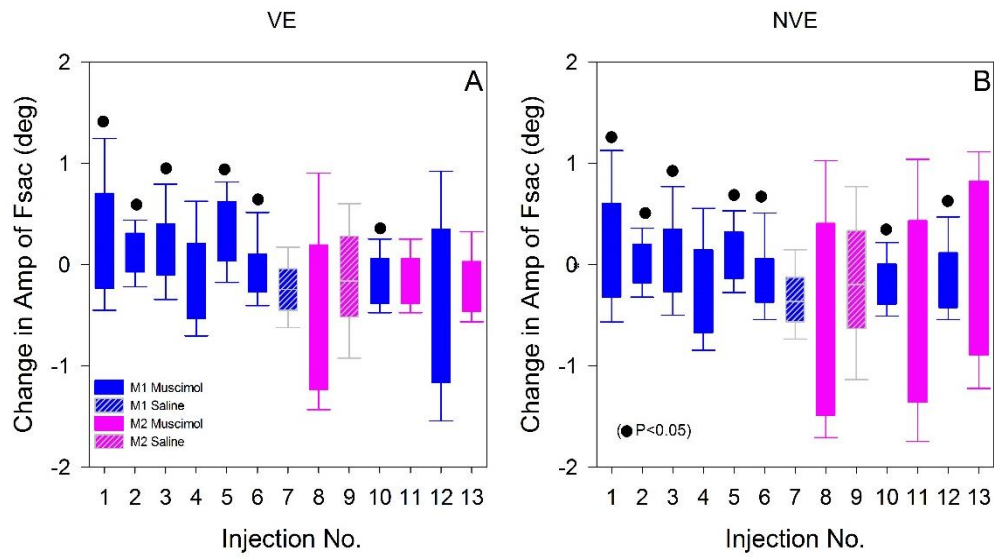 VE
NVE
Change in Amp of Fsac (deg)
2
1
0
-1
-2
A
M1 Muscimol
M1 Saline
M2 Muscimol
M2 Saline
1 2 3 4 5 6 7 8 9 10 11 12 13
Injection No.
Change in Amp of Fsac (deg)
2
1
0
-1
-2
B
(● P<0.05)
1 2 3 4 5 6 7 8 9 10 11 12 13
Injection No.